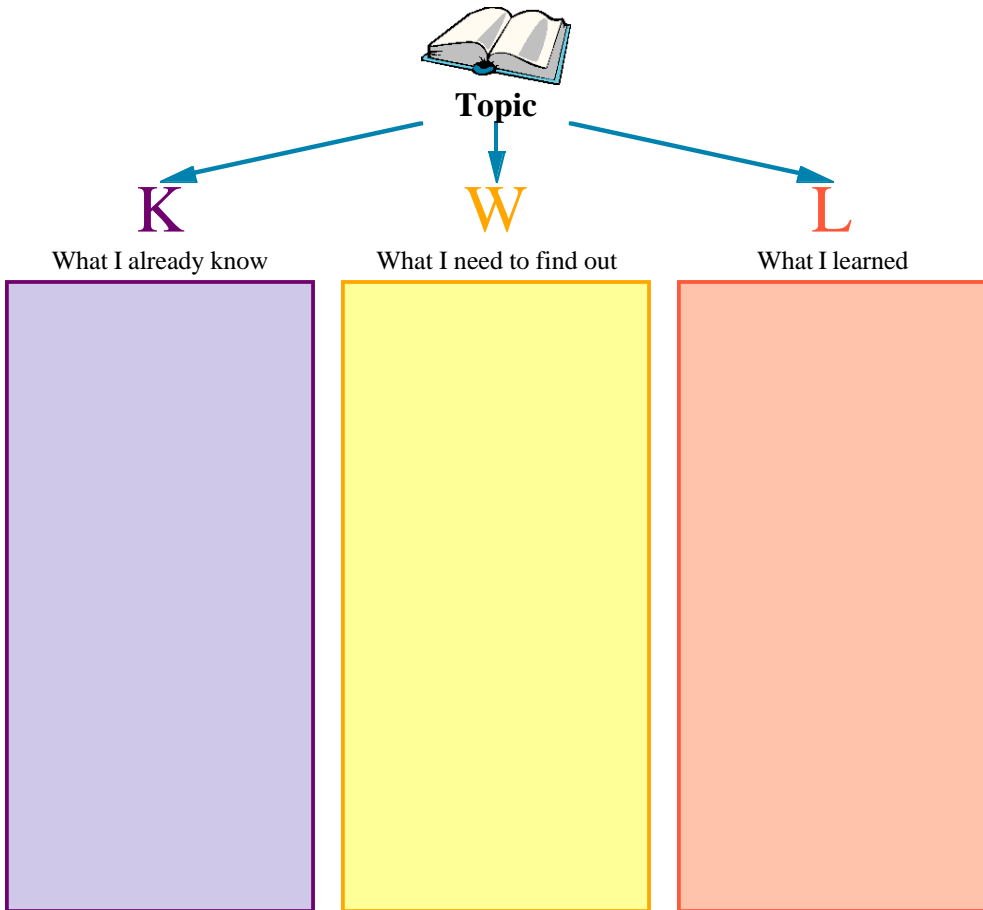 Topic
K
W
L
What I already know
What I need to find out
What I learned